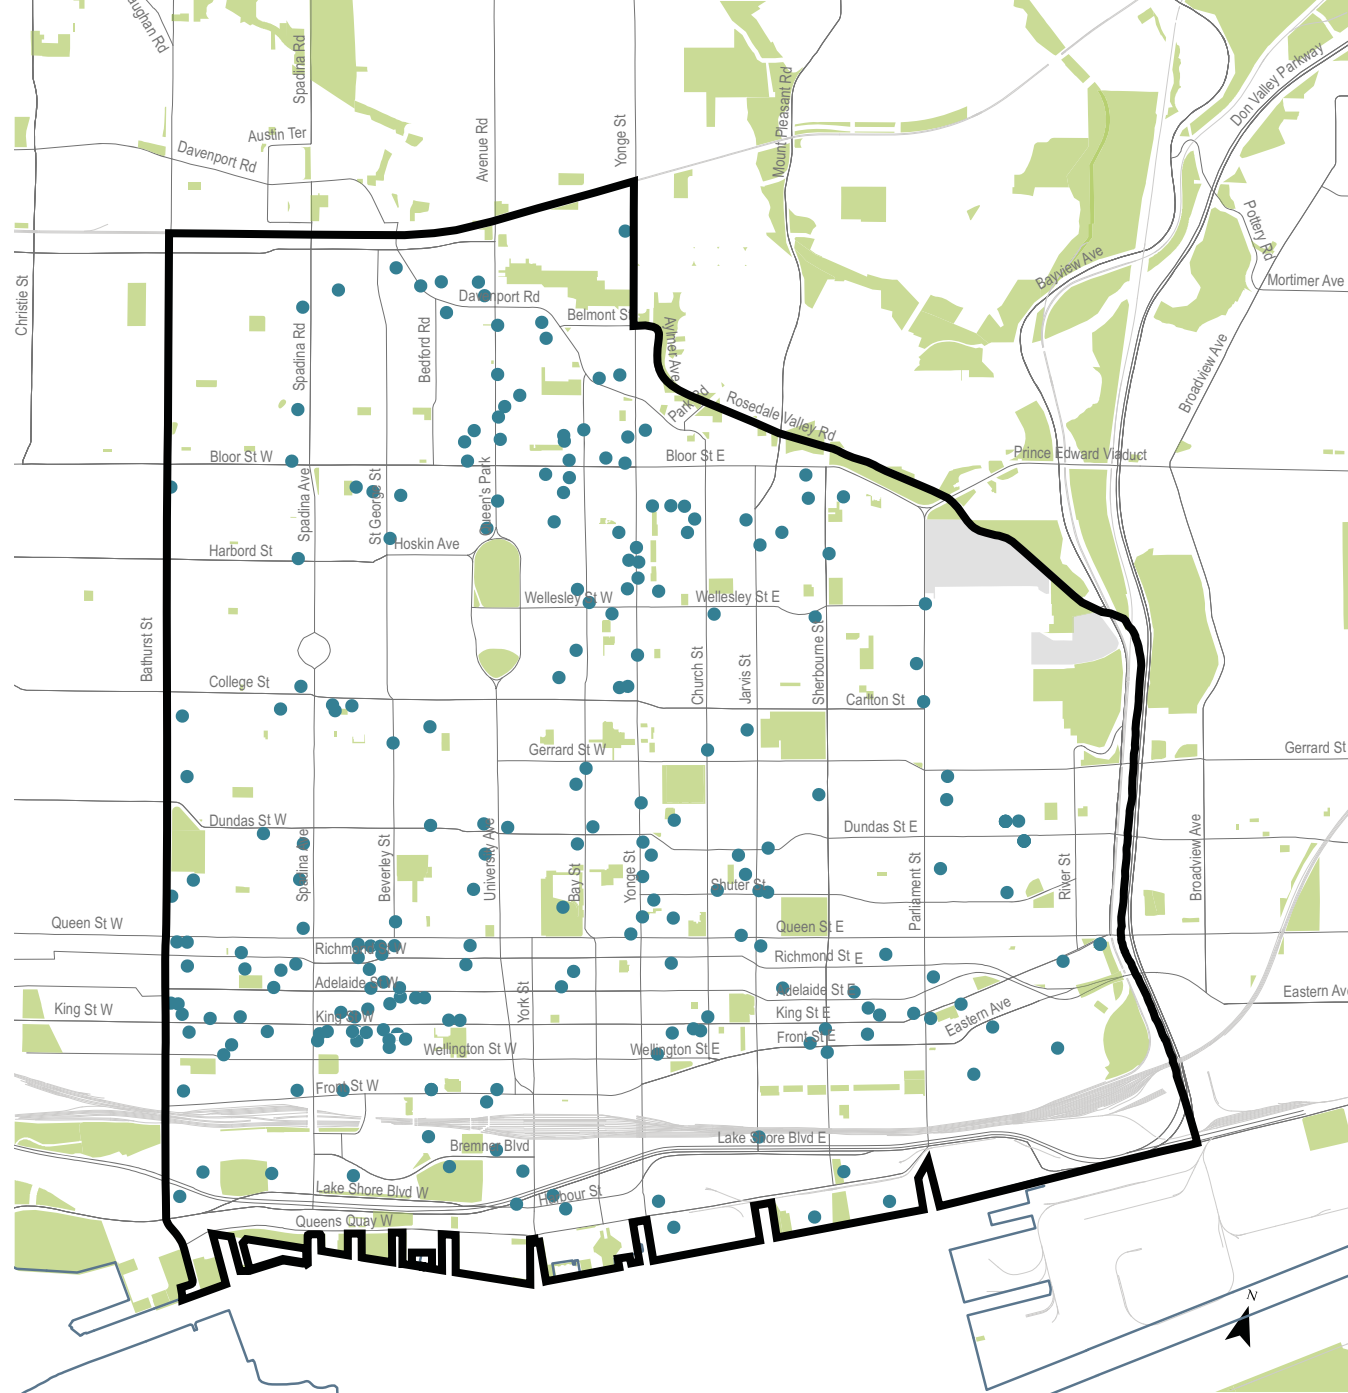 aughan Rd
Spadina Rd
Austin Ter
Davenport Rd
Avenue Rd
Yonge St
Mount Pleasant Rd
Don Valley Parkway
Pottery Rd
Bayview Ave
Mortimer Ave
Christie St
Davenport Rd
Belmont St
Spadina Rd
Bedford Rd
Aylmer Ave
Park Rd
Rosedale Valley Rd
Broadview Ave
Bloor St W
Bloor St E
Prince Edward Viaduct
Spadina Ave
St George St
Queen's Park
Harbord St
Hoskin Ave
Wellesley St W
Wellesley St E
Bathurst St
Church St
Jarvis St
Sherbourne St
College St
Carlton St
Gerrard St W
Gerrard St
Dundas St W
Dundas St E
Spadina Ave
Beverley St
University Ave
Bay St
Yonge St
Shuter St
Parliament St
River St
Broadview Ave
Queen St W
Queen St E
Richmond St W
Richmond St E
Adelaide St W
Adelaide St E
York St
Eastern Ave
King St W
King St W
King St E
Eastern Ave
Front St E
Wellington St W
Wellington St E
Front St W
Lake Shore Blvd E
Bremner Blvd
Lake Shore Blvd W
Harbour St
Queens Quay W
N